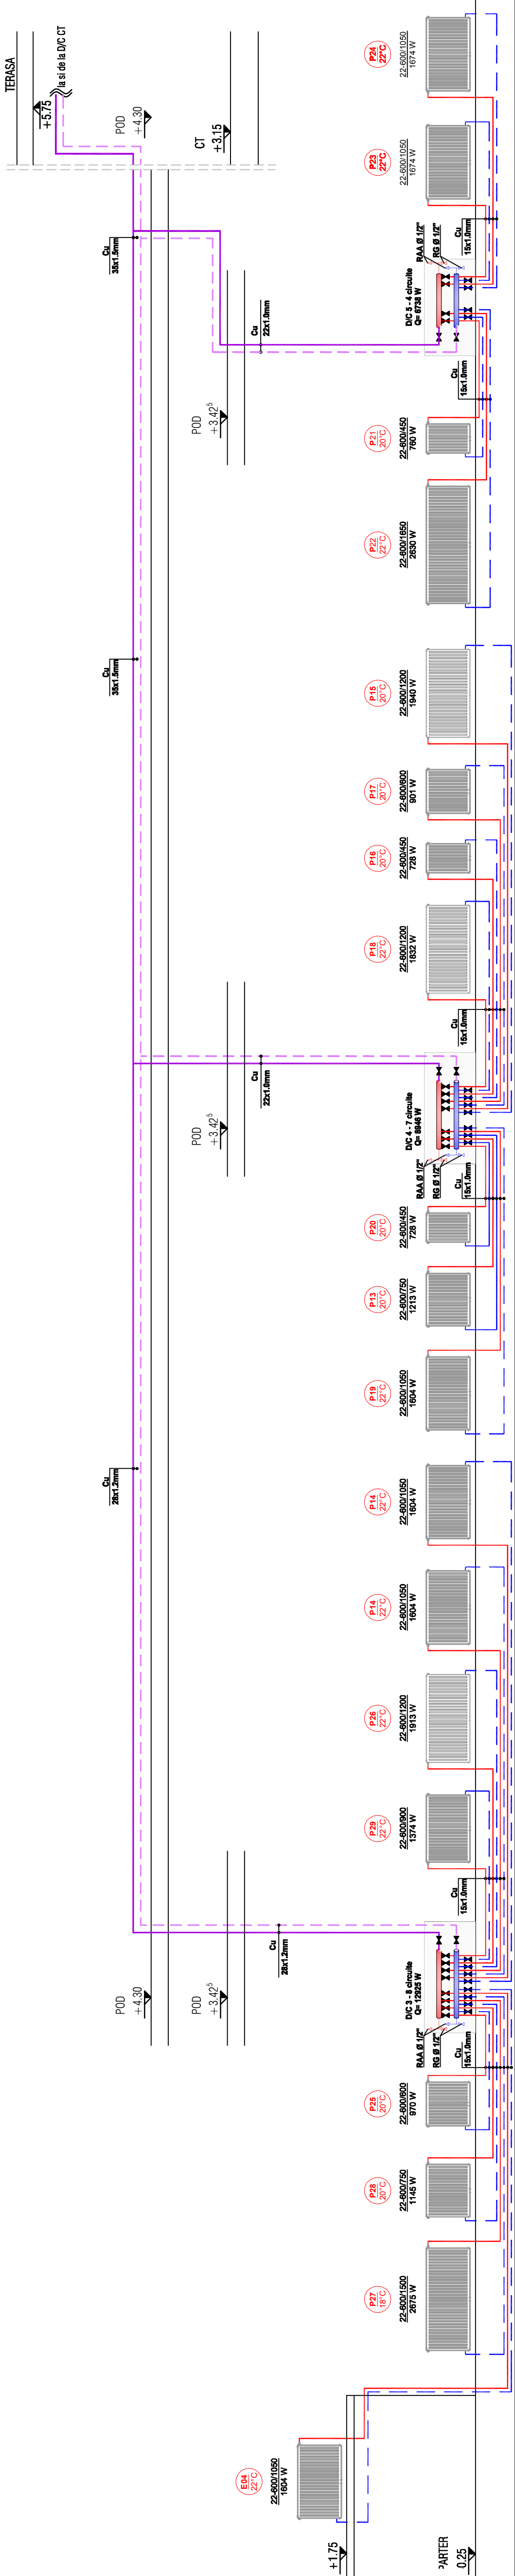 TERASA
+5.75
la si de la D/C CT
POD
+4.30
CT
+3.15
Cu
28x1.2mm
Cu
35x1.5mm
Cu
35x1.5mm
POD
+4.30
POD
+3.42⁵
POD
+3.42⁵
POD
+3.42⁵
Cu
28x1.2mm
Cu
22x1.0mm
Cu
22x1.0mm
E04
22°C
22-600/1050
1604 W
+1.75
PARTER
0.25
P27
18°C
22-600/1500
2675 W
P28
20°C
22-600/750
1145 W
P25
20°C
22-600/600
970 W
D/C 3 - 8 circuite
Q= 12925 W
RAA Ø 1/2"
RG Ø 1/2"
Cu
15x1.0mm
Cu
15x1.0mm
P29
22°C
22-600/900
1374 W
P26
22°C
22-600/1200
1913 W
P14
22°C
22-600/1050
1604 W
P14
22°C
22-600/1050
1604 W
P19
22°C
22-600/1050
1604 W
P13
20°C
22-600/750
1213 W
P20
20°C
22-600/450
728 W
D/C 4 - 7 circuite
Q= 8946 W
RAA Ø 1/2"
RG Ø 1/2"
Cu
15x1.0mm
Cu
15x1.0mm
P18
22°C
22-600/1200
1832 W
P16
20°C
22-600/450
728 W
P17
20°C
22-600/600
901 W
P15
20°C
22-600/1200
1940 W
P22
22°C
22-600/1650
2630 W
P21
20°C
22-600/450
760 W
D/C 5 - 4 circuite
Q= 6738 W
RAA Ø 1/2"
RG Ø 1/2"
Cu
15x1.0mm
Cu
15x1.0mm
P23
22°C
22-600/1050
1674 W
P24
22°C
22-600/1050
1674 W